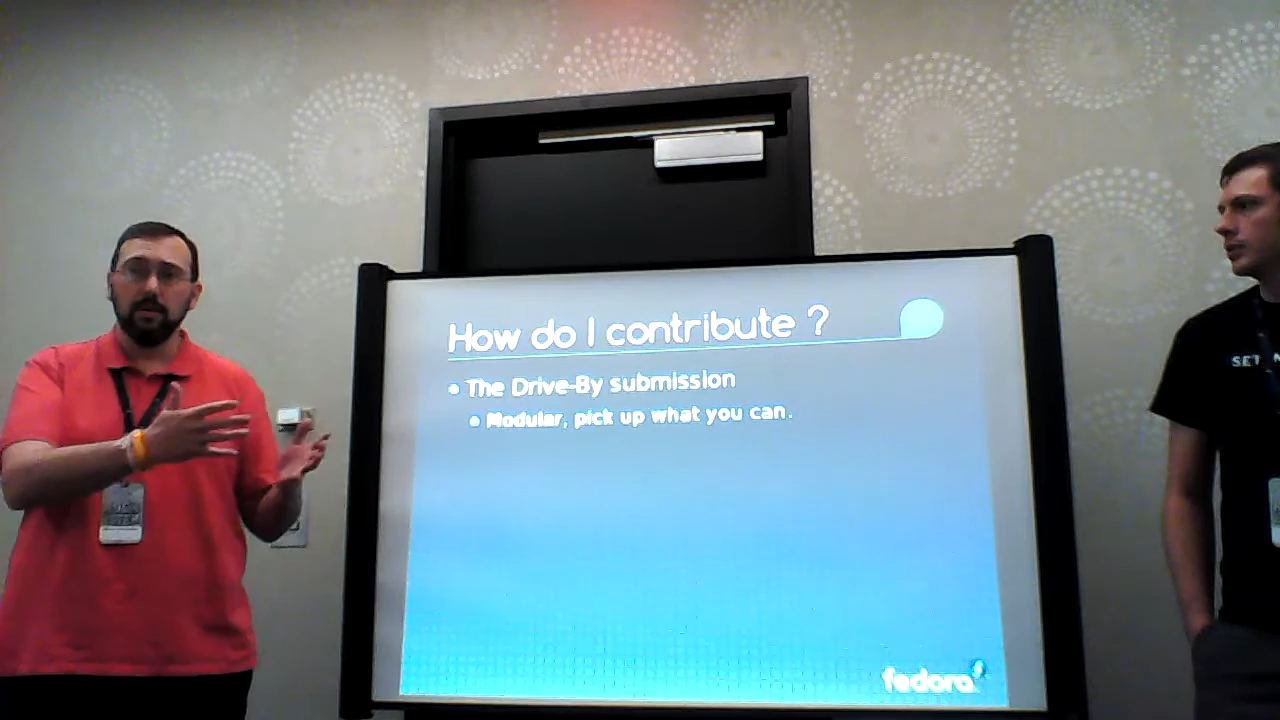 How do I contribute ?
• The Drive-By submission
• Modular, pick up what you can.
fedora